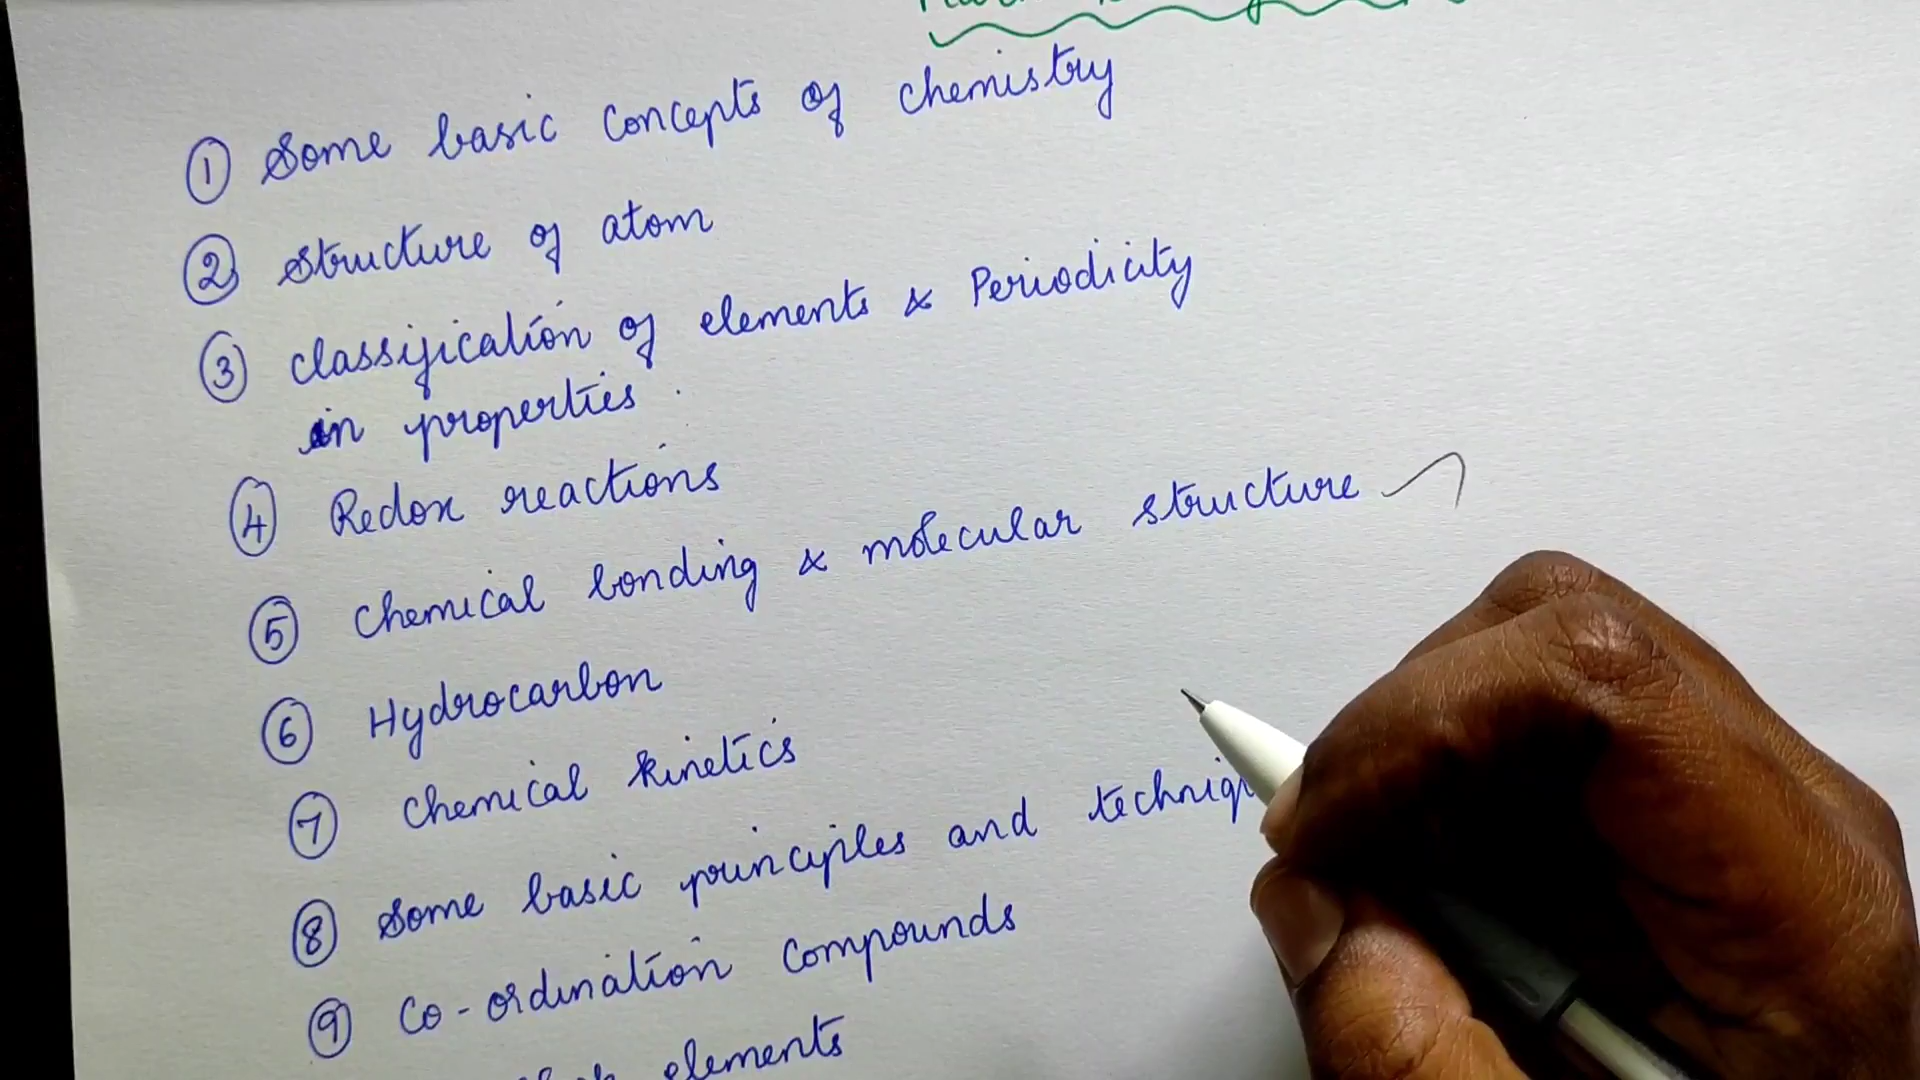 ① Some basic concepts of chemistry
② Structure of atom
③ Classification of elements & Periodicity
in properties.
④ Redox reactions
⑤ Chemical bonding & molecular structure
⑥ Hydrocarbon
⑦ Chemical kinetics
⑧ Some basic principles and techniq
⑨ Co-ordination compounds
elements